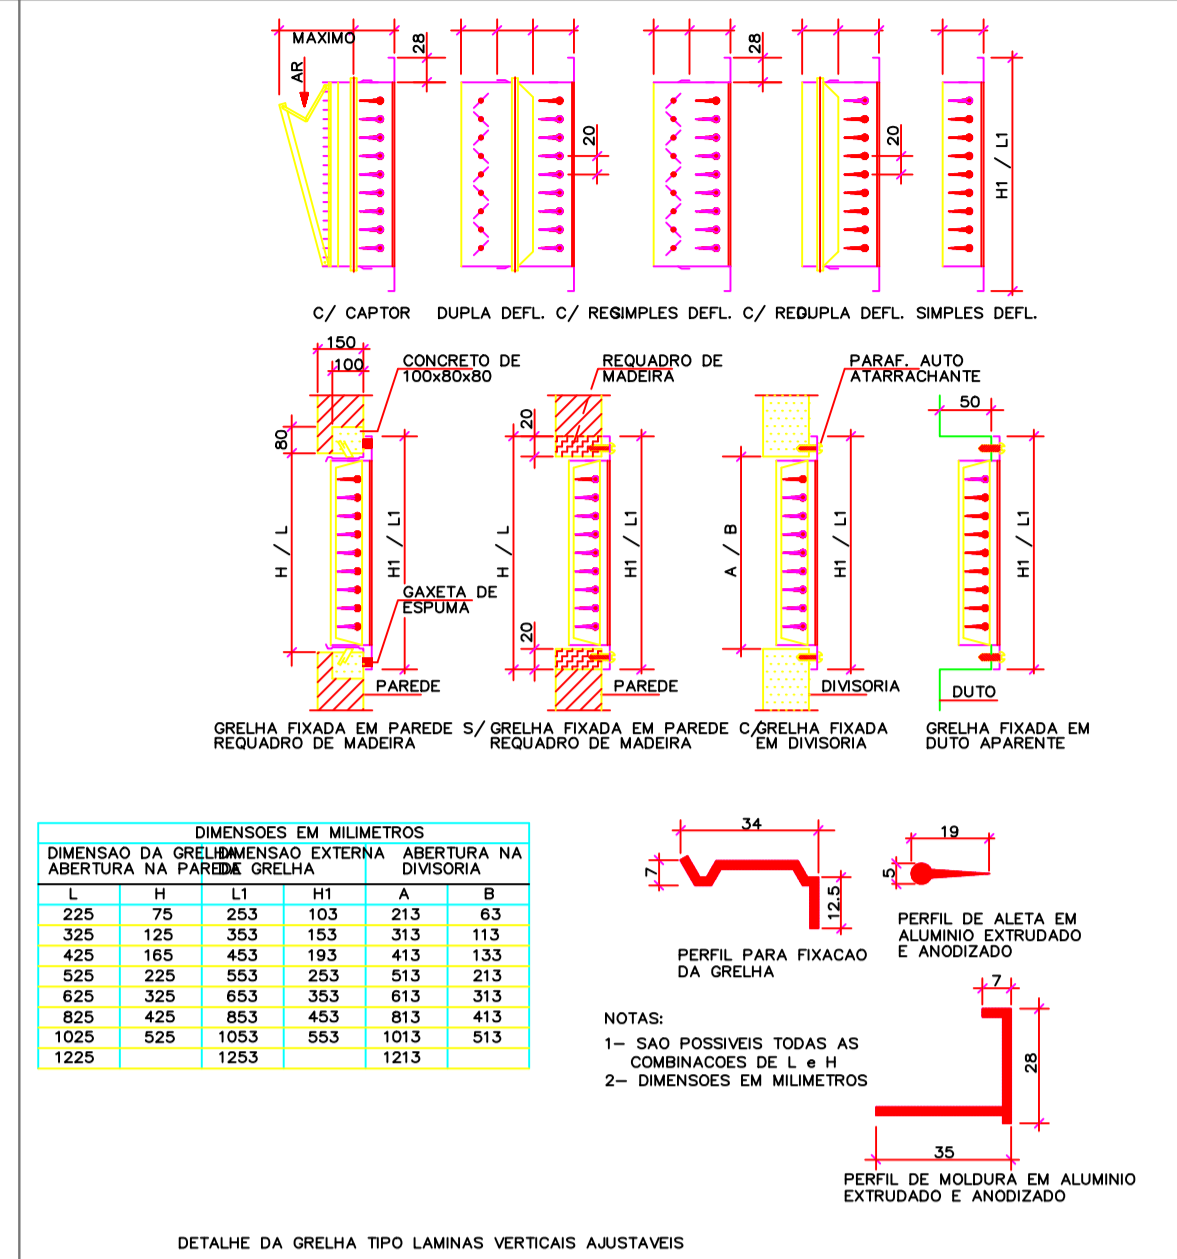 MAXIMO
AR
28
20
28
20
H1 / L1
C/ CAPTOR
DUPLA DEFL. C/ REG.
SIMPLES DEFL. C/ REG.
DUPLA DEFL.
SIMPLES DEFL.
150
100
80
H / L
H1 / L1
CONCRETO DE
100x80x80
GAXETA DE
ESPUMA
PAREDE
GRELHA FIXADA EM PAREDE S/
REQUADRO DE MADEIRA
REQUADRO DE
MADEIRA
20
H / L
H1 / L1
20
PAREDE
GRELHA FIXADA EM PAREDE C/
REQUADRO DE MADEIRA
PARAF. AUTO
ATARRACHANTE
A / B
H1 / L1
DIVISORIA
GRELHA FIXADA
EM DIVISORIA
50
H1 / L1
DUTO
GRELHA FIXADA EM
DUTO APARENTE
DIMENSOES EM MILIMETROS
DIMENSAO DA GRELHA
ABERTURA NA PAREDE
DIMENSAO EXTERNA
DA GRELHA
ABERTURA NA
DIVISORIA
L H L1 H1 A B
225 75 253 103 213 63
325 125 353 153 313 113
425 165 453 193 413 133
525 225 553 253 513 213
625 325 653 353 613 313
825 425 853 453 813 413
1025 525 1053 553 1013 513
1225 1253 1213
34
7
12.5
PERFIL PARA FIXACAO
DA GRELHA
19
5
PERFIL DE ALETA EM
ALUMINIO EXTRUDADO
E ANODIZADO
NOTAS:
1- SAO POSSIVEIS TODAS AS
COMBINACOES DE L e H
2- DIMENSOES EM MILIMETROS
7
28
35
PERFIL DE MOLDURA EM ALUMINIO
EXTRUDADO E ANODIZADO
DETALHE DA GRELHA TIPO LAMINAS VERTICAIS AJUSTAVEIS